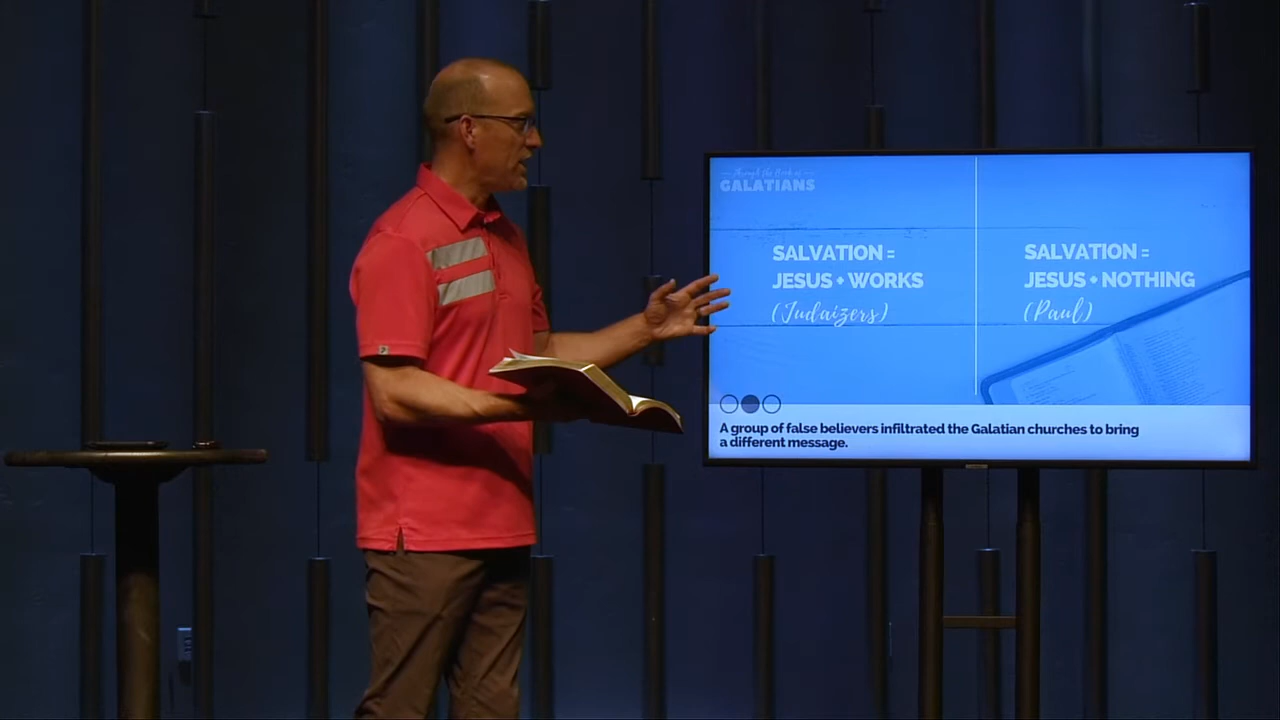 Through the Book of
GALATIANS
SALVATION =
JESUS + WORKS
(Judaizers)
SALVATION =
JESUS + NOTHING
(Paul)
A group of false believers infiltrated the Galatian churches to bring
a different message.